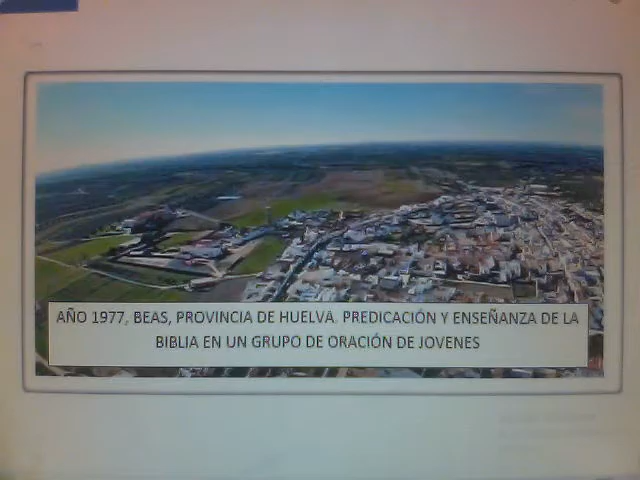 AÑO 1977, BEAS, PROVINCIA DE HUELVA. PREDICACIÓN Y ENSEÑANZA DE LA
BIBLIA EN UN GRUPO DE ORACIÓN DE JOVENES